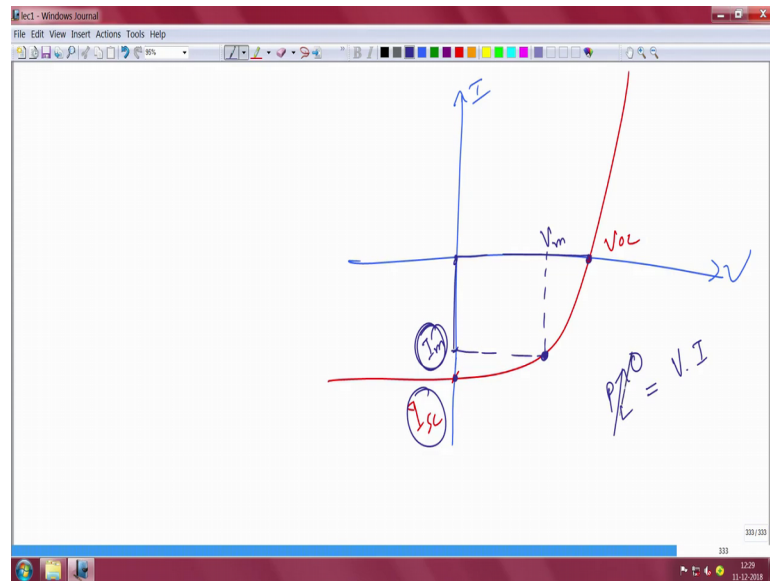 lec1 - Windows Journal
File Edit View Insert Actions Tools Help
96%
B I
I
Vm
Voc
V
Im
Isc
= V. I
333/333
333
12:29
11-12-2018